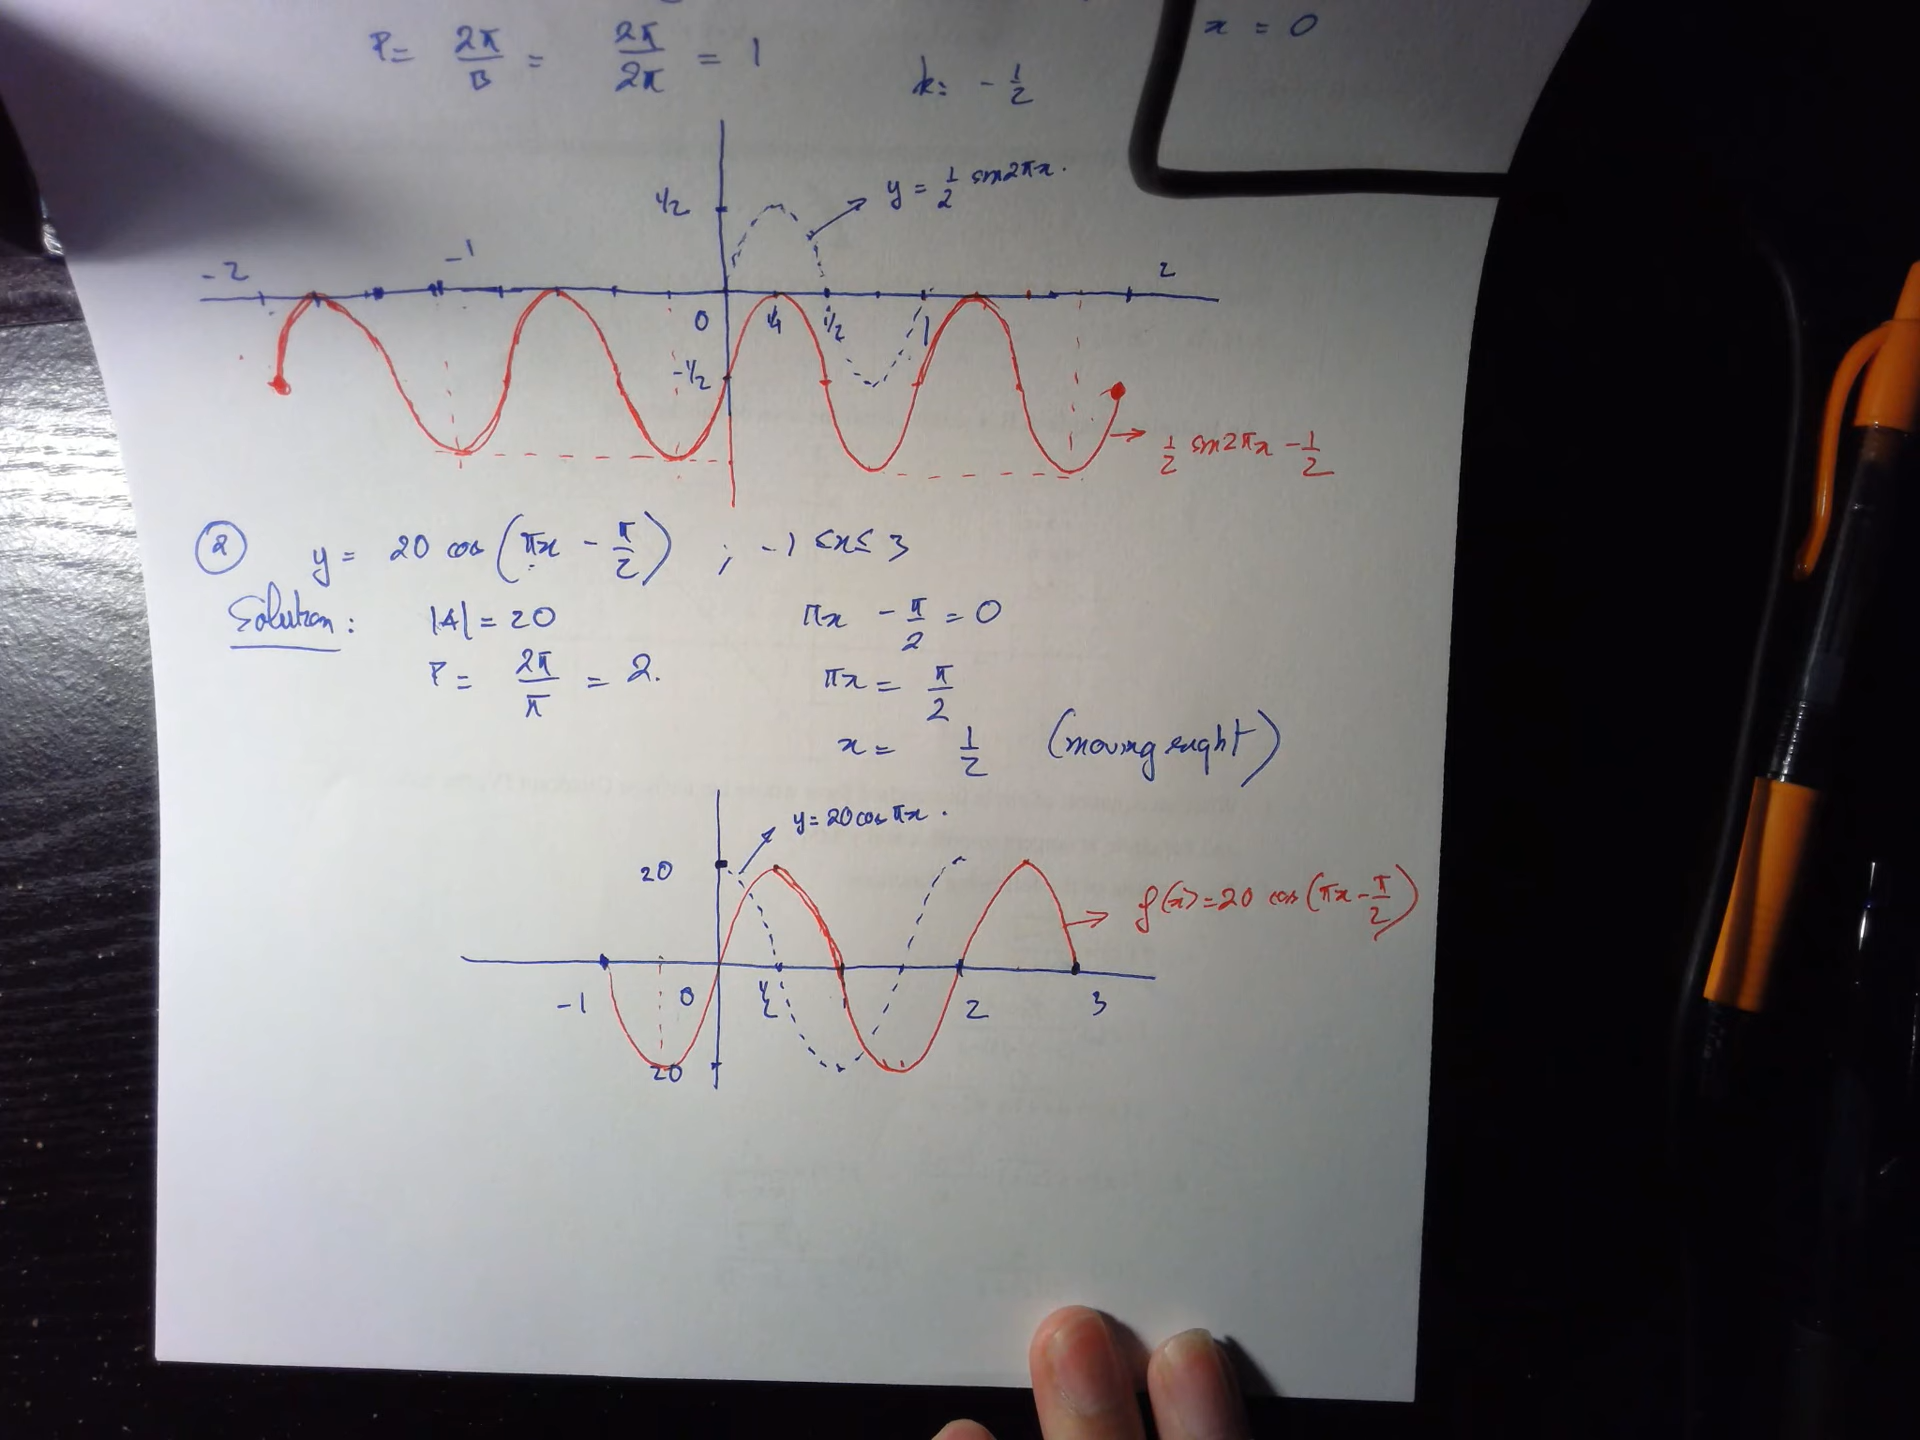 x = 0
P = 2π/B = 2π/2π = 1
k: - 1/2
y = 1/2 sin2πx.
1/2
-2 -1 2
0 1/4 1/2 1
-1/2
1/2 sin2πx - 1/2
② y = 20 cos(πx - π/2) ; -1 ≤ x ≤ 3
Solution: |A| = 20 πx - π/2 = 0
P = 2π/π = 2. πx = π/2
x = 1/2 (moving right)
y = 20 cos πx .
20
f(x) = 20 cos(πx - π/2)
-1 0 1/2 2 3
20